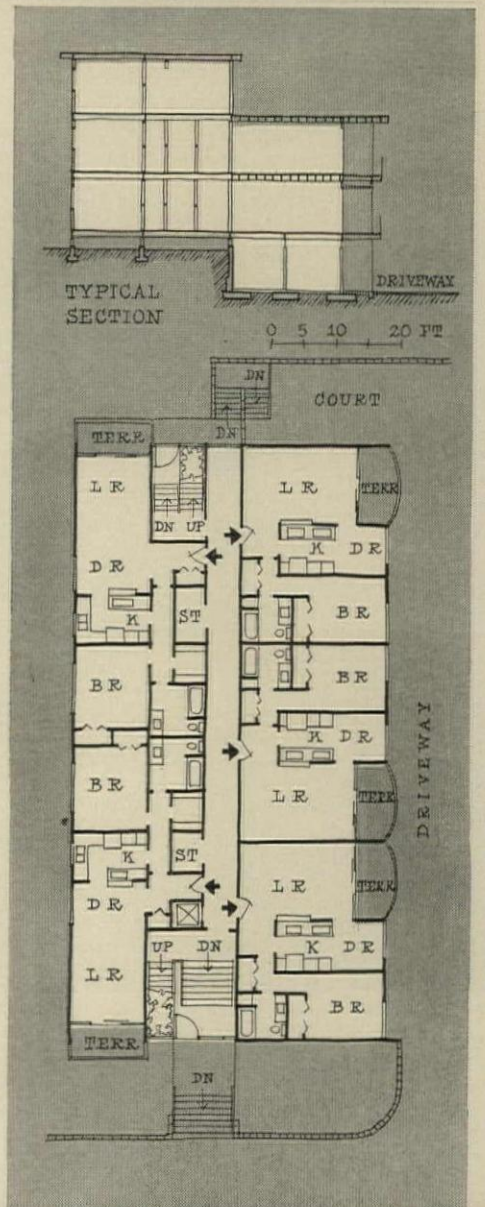 TYPICAL
SECTION
DRIVEWAY
0 5 10 20 FT
DN
COURT
DN
TERR
LR
LR
TERR
DN UP
K DR
DR
ST
K
BR
BR
BR
K DR
DRIVEWAY
BR
LR
TERR
K
ST
LR
TERR
DR
UP DN
K DR
LR
BR
TERR
DN